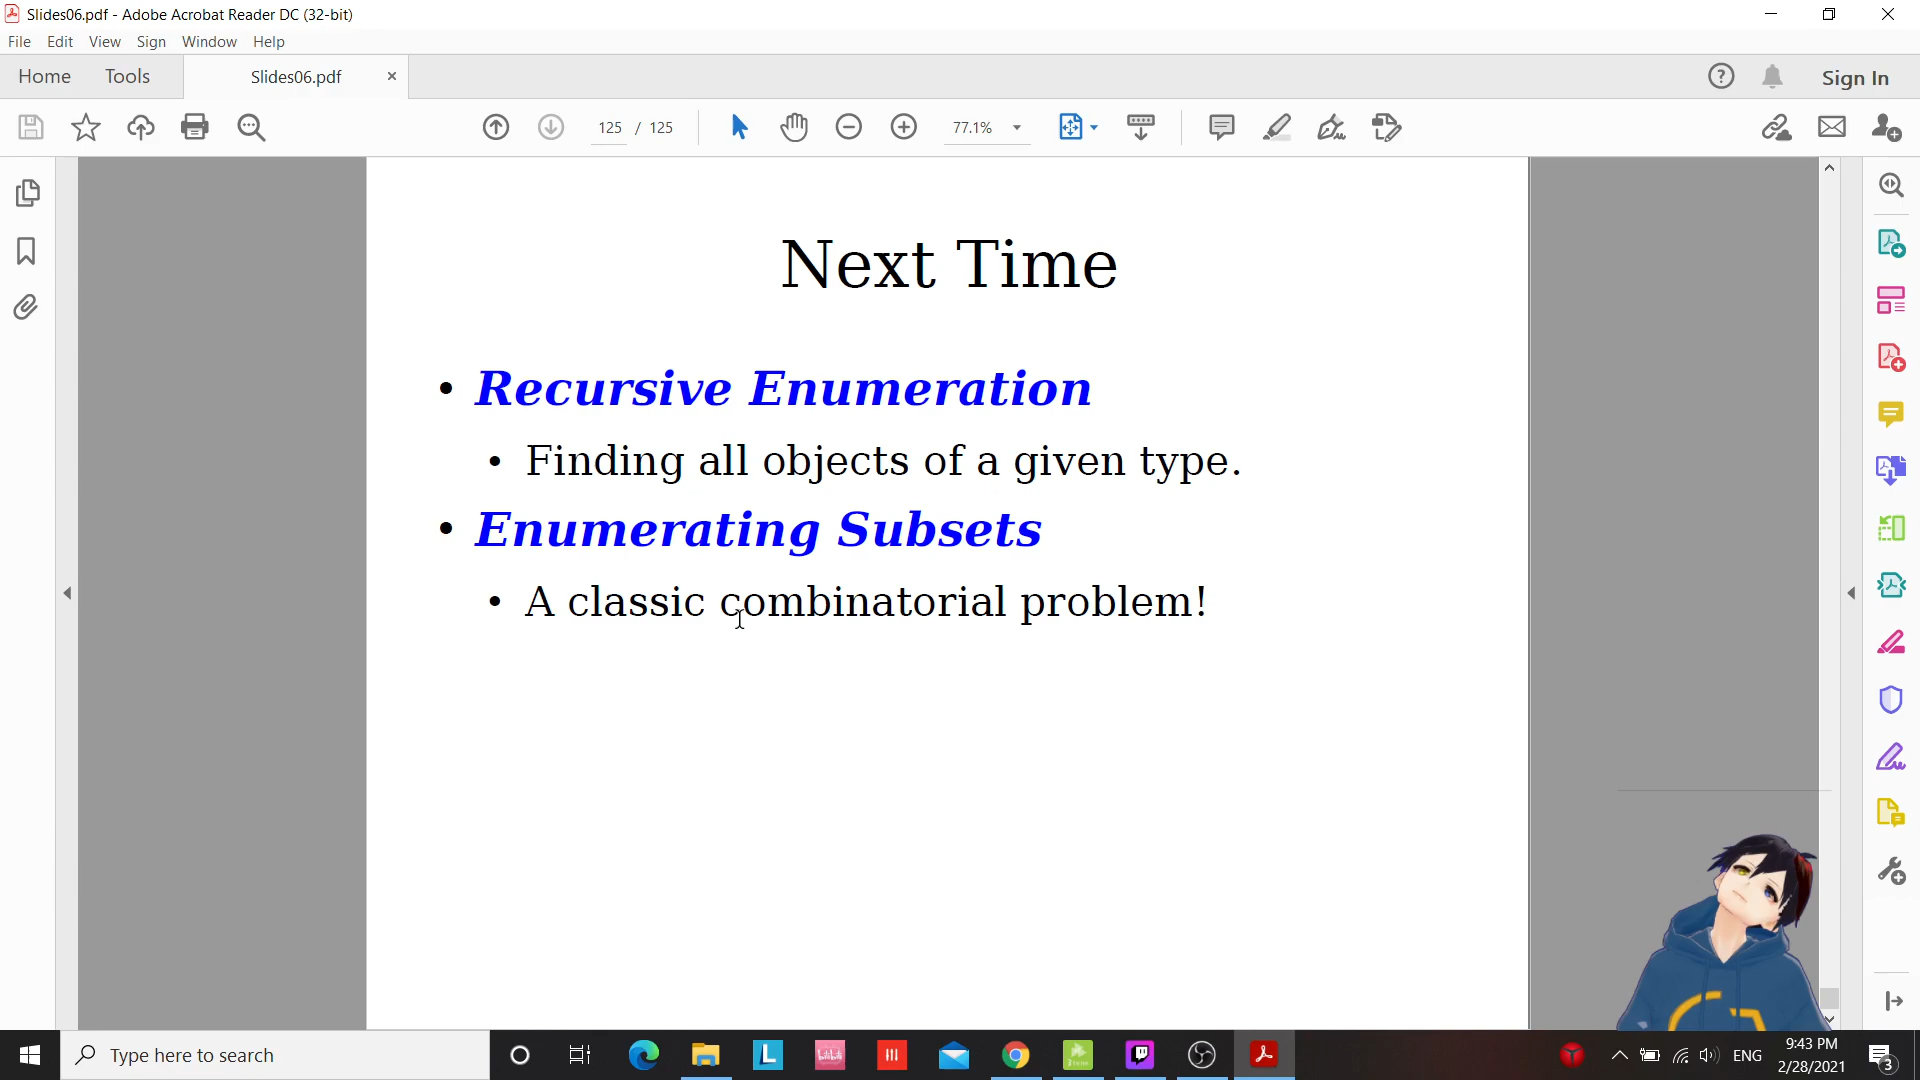 Slides06.pdf - Adobe Acrobat Reader DC (32-bit)
File Edit View Sign Window Help
Home Tools Slides06.pdf × Sign In
125 / 125 77.1%
Next Time
• Recursive Enumeration
• Finding all objects of a given type.
• Enumerating Subsets
• A classic combinatorial problem!
Type here to search
L
ENG
9:43 PM
2/28/2021
3